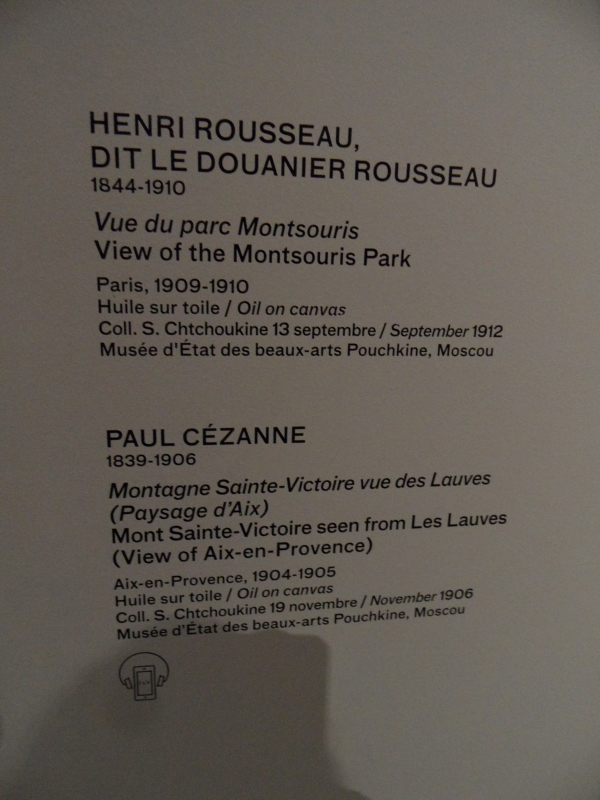 HENRI ROUSSEAU,
DIT LE DOUANIER ROUSSEAU
1844-1910
Vue du parc Montsouris
View of the Montsouris Park
Paris, 1909-1910
Huile sur toile / Oil on canvas
Coll. S. Chtchoukine 13 septembre / September 1912
Musée d'État des beaux-arts Pouchkine, Moscou
PAUL CÉZANNE
1839-1906
Montagne Sainte-Victoire vue des Lauves
(Paysage d'Aix)
Mont Sainte-Victoire seen from Les Lauves
(View of Aix-en-Provence)
Aix-en-Provence, 1904-1905
Huile sur toile / Oil on canvas
Coll. S. Chtchoukine 19 novembre / November 1906
Musée d'État des beaux-arts Pouchkine, Moscou